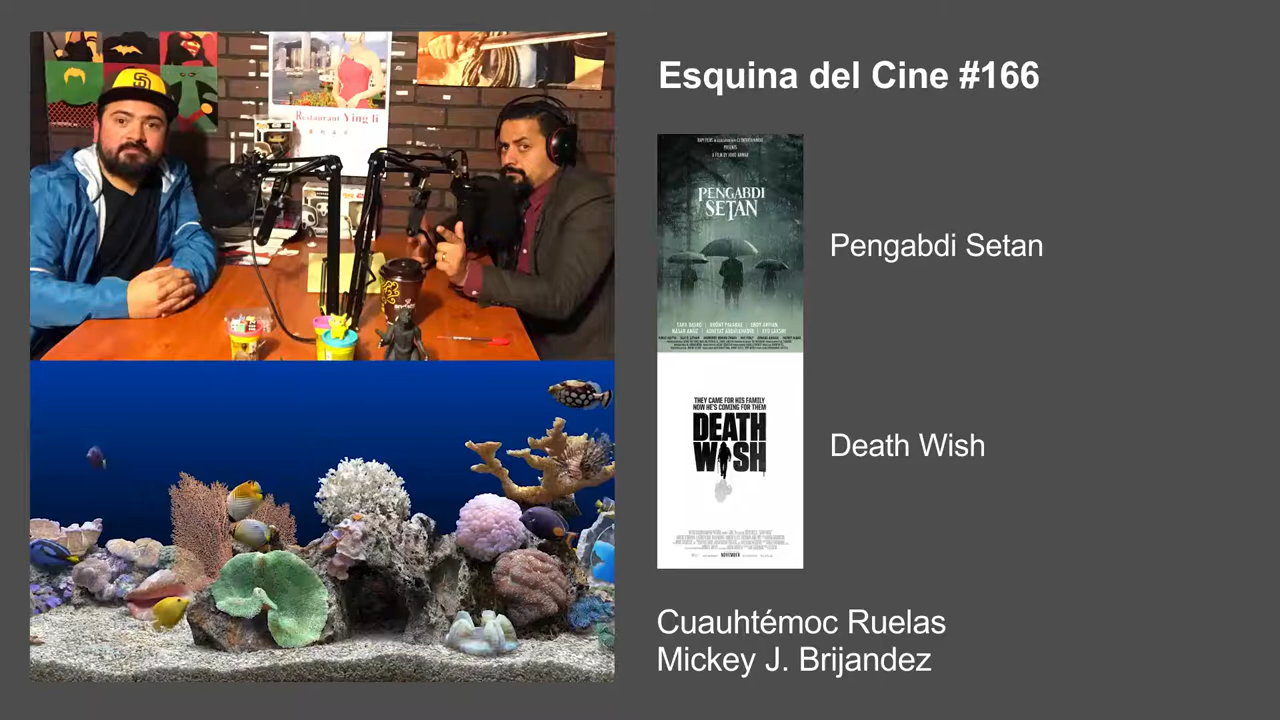 Esquina del Cine #166
Restaurant Ying li
PENGABDI
SETAN
Pengabdi Setan
THEY CAME FOR HIS FAMILY
NOW HE'S COMING FOR THEM
DEATH
WISH
NOVEMBER
Death Wish
Cuauhtémoc Ruelas
Mickey J. Brijandez